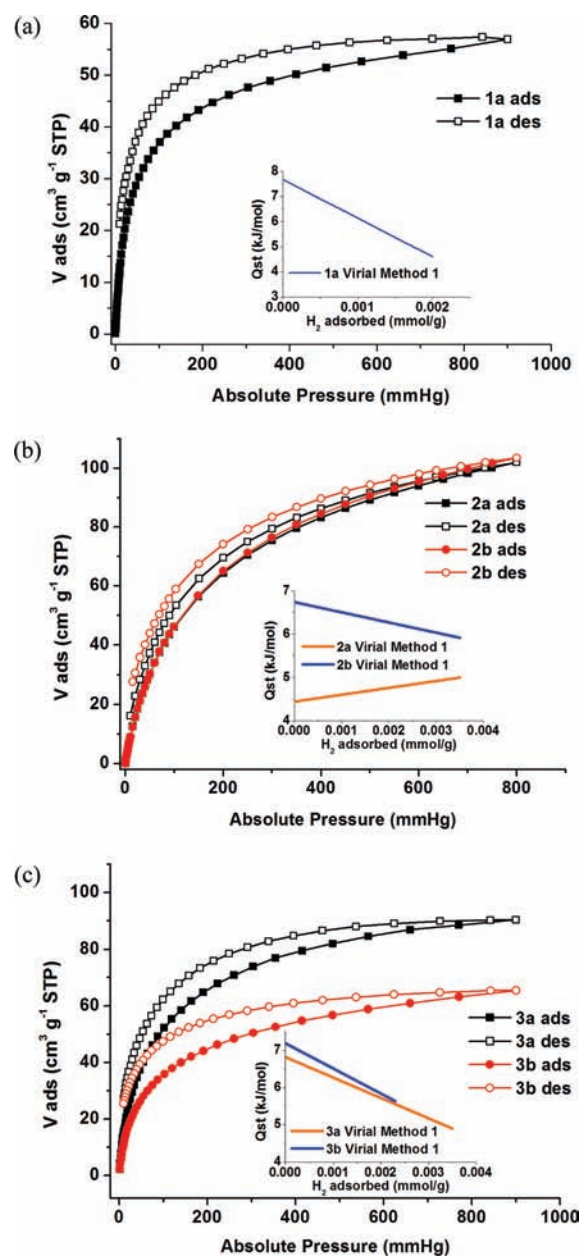 (a)
60
50
40
30
20
10
0
V ads (cm³ g⁻¹ STP)
1a ads
1a des
8
7
6
5
4
3
Qst (kJ/mol)
1a Virial Method 1
0.000 0.001 0.002
H₂ adsorbed (mmol/g)
0 200 400 600 800 1000
Absolute Pressure (mmHg)
(b)
100
80
60
40
20
0
V ads (cm³ g⁻¹ STP)
2a ads
2a des
2b ads
2b des
7
6
5
4
Qst (kJ/mol)
2a Virial Method 1
2b Virial Method 1
0.000 0.001 0.002 0.003 0.004
H₂ adsorbed (mmol/g)
0 200 400 600 800
Absolute Pressure (mmHg)
(c)
100
80
60
40
20
0
V ads (cm³ g⁻¹ STP)
3a ads
3a des
3b ads
3b des
7
6
5
4
Qst (kJ/mol)
3a Virial Method 1
3b Virial Method 1
0.000 0.001 0.002 0.003 0.004
H₂ adsorbed (mmol/g)
0 200 400 600 800 1000
Absolute Pressure (mmHg)